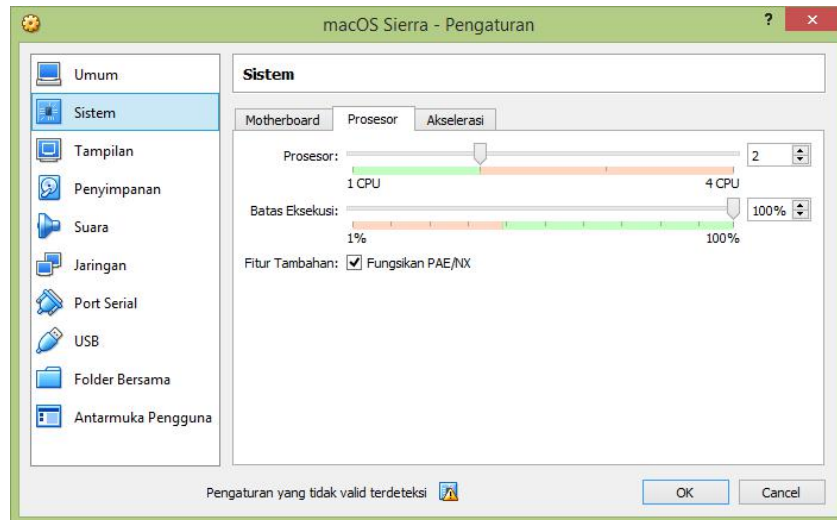 macOS Sierra - Pengaturan
?
Umum
Sistem
Tampilan
Penyimpanan
Suara
Jaringan
Port Serial
USB
Folder Bersama
Antarmuka Pengguna
Sistem
Motherboard Prosesor Akselerasi
Prosesor: 2
1 CPU 4 CPU
Batas Eksekusi: 100%
1% 100%
Fitur Tambahan: Fungsikan PAE/NX
Pengaturan yang tidak valid terdeteksi
OK Cancel